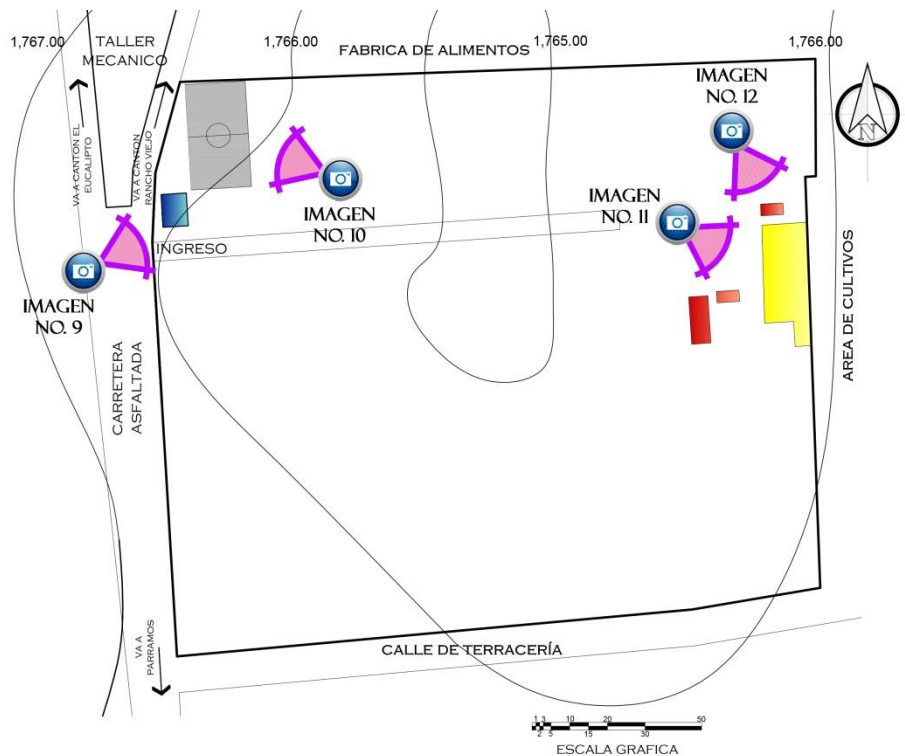 1,767.00
TALLER
MECANICO
1,766.00
FABRICA DE ALIMENTOS
1,765.00
1,766.00
IMAGEN
NO. 12
N
VA A CANTON EL
EUCALIPTO
VA A CANTON
RANCHO VIEJO
IMAGEN
NO. 10
IMAGEN
NO. 11
INGRESO
IMAGEN
NO. 9
CARRETERA
ASFALTADA
AREA DE CULTIVOS
VA A
PARRAMOS
CALLE DE TERRACERÍA
1 3 10 20 50
2 5 15 30
ESCALA GRAFICA